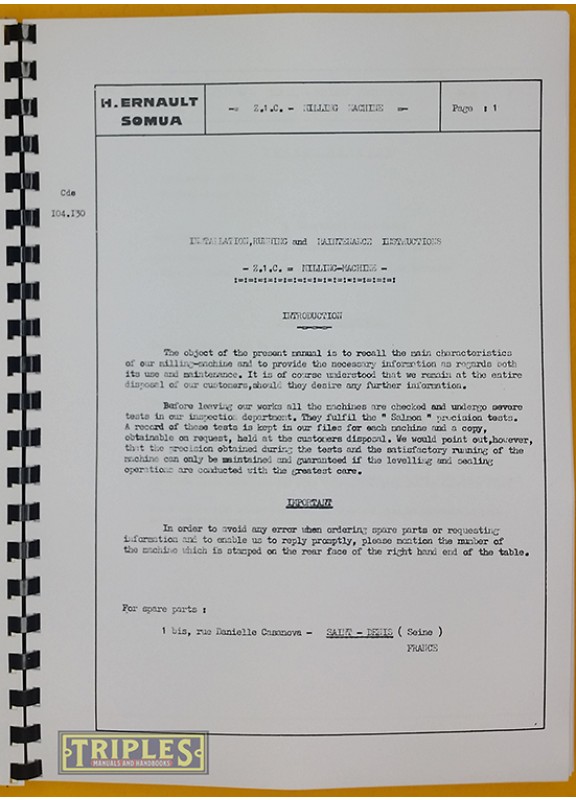 H.ERNAULT
SOMUA
-= Z.1.C. - MILLING MACHINE =-
Page : 1
Cde
104.130
INSTALLATION,RUNNING and MAINTENANCE INSTRUCTIONS
- Z.1.C. = MILLING-MACHINE -
INTRODUCTION
The object of the present manual is to recall the main characteristics
of our milling-machine and to provide the necessary information as regards both
its use and maintenance. It is of course understood that we remain at the entire
disposal of our customers,should they desire any further information.
Before leaving our works all the machines are checked and undergo severe
tests in our inspection department. They fulfil the " Salmon " precision tests.
A record of these tests is kept in our files for each machine and a copy,
obtainable on request, held at the customers disposal. We would point out,however,
that the precision obtained during the tests and the satisfactory running of the
machine can only be maintained and guaranteed if the levelling and sealing
operations are conducted with the greatest care.
IMPORTANT
In order to avoid any error when ordering spare parts or requesting
information and to enable us to reply promptly, please mention the number of
the machine which is stamped on the rear face of the right hand end of the table.
For spare parts :
1 bis, rue Danielle Casanova - SAINT - DENIS ( Seine )
FRANCE
TRIPLES
MANUALS AND HANDBOOKS